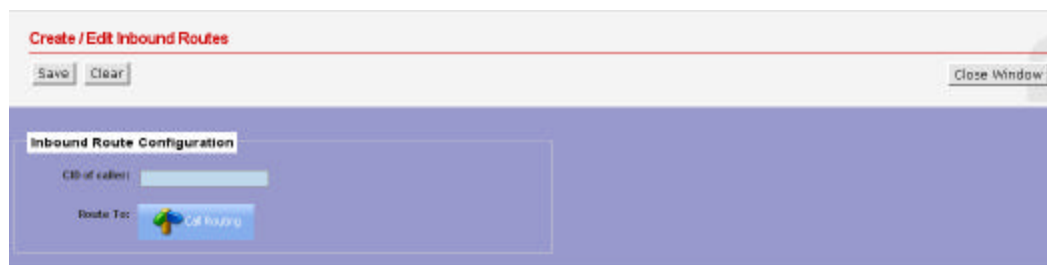 Create / Edit Inbound Routes
Save Clear Close Window
Inbound Route Configuration
CID of caller:
Route To: Call Routing